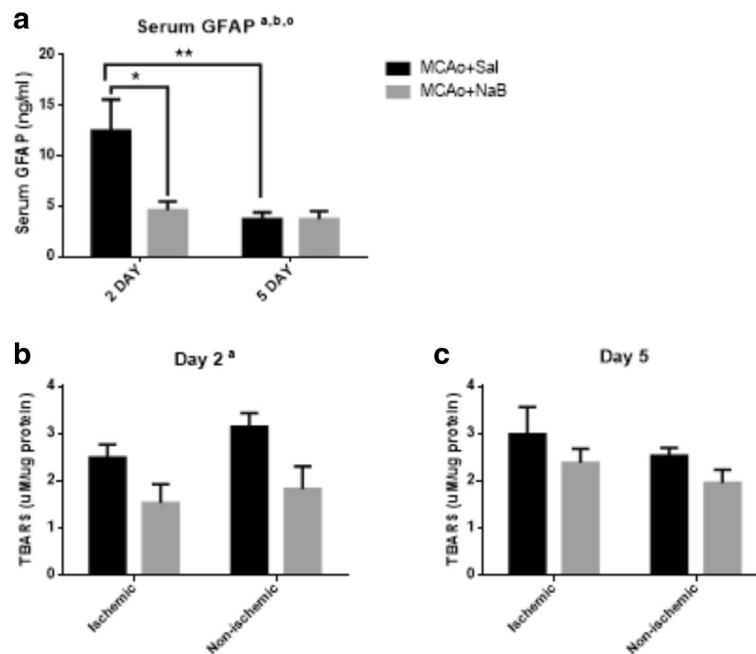 a
Serum GFAP a,b,o
**
*
20
15
10
5
0
Serum GFAP (ng/ml)
2 DAY
5 DAY
MCAo+Sal
MCAo+NaB
b
Day 2 a
4
3
2
1
0
TBARS (uM/ug protein)
Ischemic
Non-ischemic
c
Day 5
4
3
2
1
0
TBARS (uM/ug protein)
Ischemic
Non-ischemic